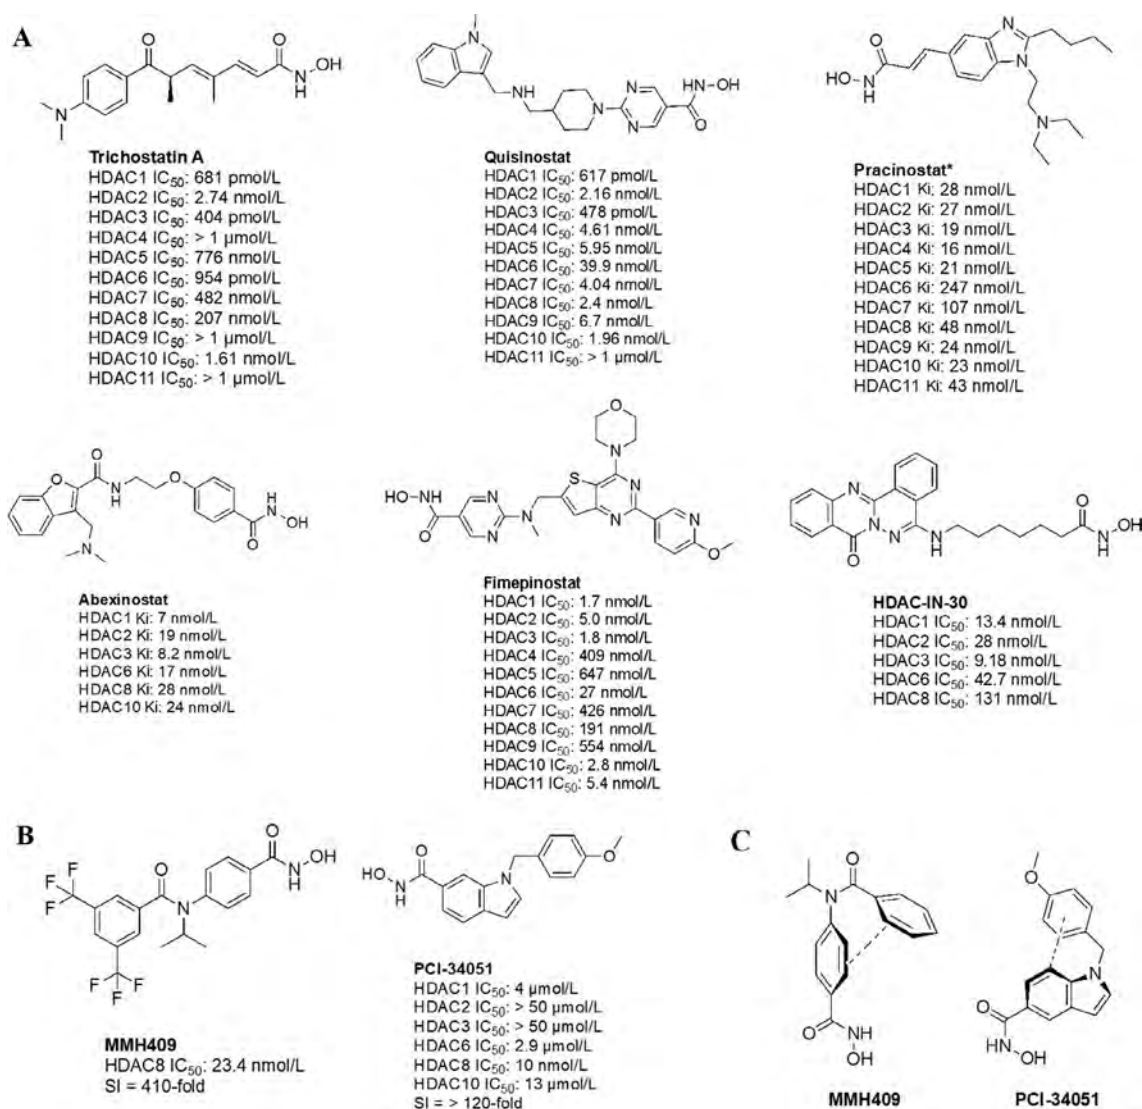 A
Trichostatin A
HDAC1 IC50: 681 pmol/L
HDAC2 IC50: 2.74 nmol/L
HDAC3 IC50: 404 pmol/L
HDAC4 IC50: > 1 µmol/L
HDAC5 IC50: 776 nmol/L
HDAC6 IC50: 954 pmol/L
HDAC7 IC50: 482 nmol/L
HDAC8 IC50: 207 nmol/L
HDAC9 IC50: > 1 µmol/L
HDAC10 IC50: 1.61 nmol/L
HDAC11 IC50: > 1 µmol/L
Quisinostat
HDAC1 IC50: 617 pmol/L
HDAC2 IC50: 2.16 nmol/L
HDAC3 IC50: 478 pmol/L
HDAC4 IC50: 4.61 nmol/L
HDAC5 IC50: 5.95 nmol/L
HDAC6 IC50: 39.9 nmol/L
HDAC7 IC50: 4.04 nmol/L
HDAC8 IC50: 2.4 nmol/L
HDAC9 IC50: 6.7 nmol/L
HDAC10 IC50: 1.96 nmol/L
HDAC11 IC50: > 1 µmol/L
Pracinostat*
HDAC1 Ki: 28 nmol/L
HDAC2 Ki: 27 nmol/L
HDAC3 Ki: 19 nmol/L
HDAC4 Ki: 16 nmol/L
HDAC5 Ki: 21 nmol/L
HDAC6 Ki: 247 nmol/L
HDAC7 Ki: 107 nmol/L
HDAC8 Ki: 48 nmol/L
HDAC9 Ki: 24 nmol/L
HDAC10 Ki: 23 nmol/L
HDAC11 Ki: 43 nmol/L
Abexinostat
HDAC1 Ki: 7 nmol/L
HDAC2 Ki: 19 nmol/L
HDAC3 Ki: 8.2 nmol/L
HDAC6 Ki: 17 nmol/L
HDAC8 Ki: 28 nmol/L
HDAC10 Ki: 24 nmol/L
Fimepinostat
HDAC1 IC50: 1.7 nmol/L
HDAC2 IC50: 5.0 nmol/L
HDAC3 IC50: 1.8 nmol/L
HDAC4 IC50: 409 nmol/L
HDAC5 IC50: 647 nmol/L
HDAC6 IC50: 27 nmol/L
HDAC7 IC50: 426 nmol/L
HDAC8 IC50: 191 nmol/L
HDAC9 IC50: 554 nmol/L
HDAC10 IC50: 2.8 nmol/L
HDAC11 IC50: 5.4 nmol/L
HDAC-IN-30
HDAC1 IC50: 13.4 nmol/L
HDAC2 IC50: 28 nmol/L
HDAC3 IC50: 9.18 nmol/L
HDAC6 IC50: 42.7 nmol/L
HDAC8 IC50: 131 nmol/L
B
MMH409
HDAC8 IC50: 23.4 nmol/L
SI = 410-fold
PCI-34051
HDAC1 IC50: 4 µmol/L
HDAC2 IC50: > 50 µmol/L
HDAC3 IC50: > 50 µmol/L
HDAC6 IC50: 2.9 µmol/L
HDAC8 IC50: 10 nmol/L
HDAC10 IC50: 13 µmol/L
SI = > 120-fold
C
MMH409
PCI-34051